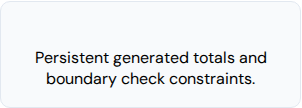 Persistent generated totals and
boundary check constraints.